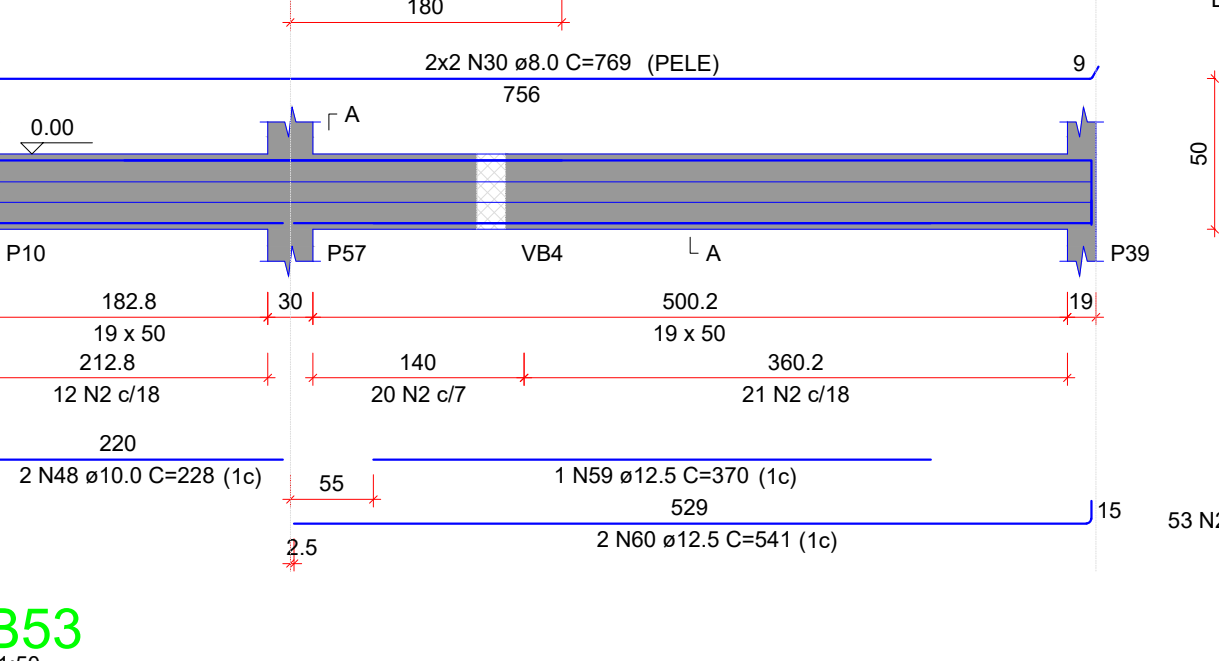 180
2x2 N30 ø8.0 C=769 (PELE)
9
756
A
0.00
50
P10
P57
VB4
A
P39
182.8
30
500.2
19
19 x 50
19 x 50
212.8
140
360.2
12 N2 c/18
20 N2 c/7
21 N2 c/18
220
2 N48 ø10.0 C=228 (1c)
1 N59 ø12.5 C=370 (1c)
55
529
15
53 N2
2 N60 ø12.5 C=541 (1c)
2.5
B53